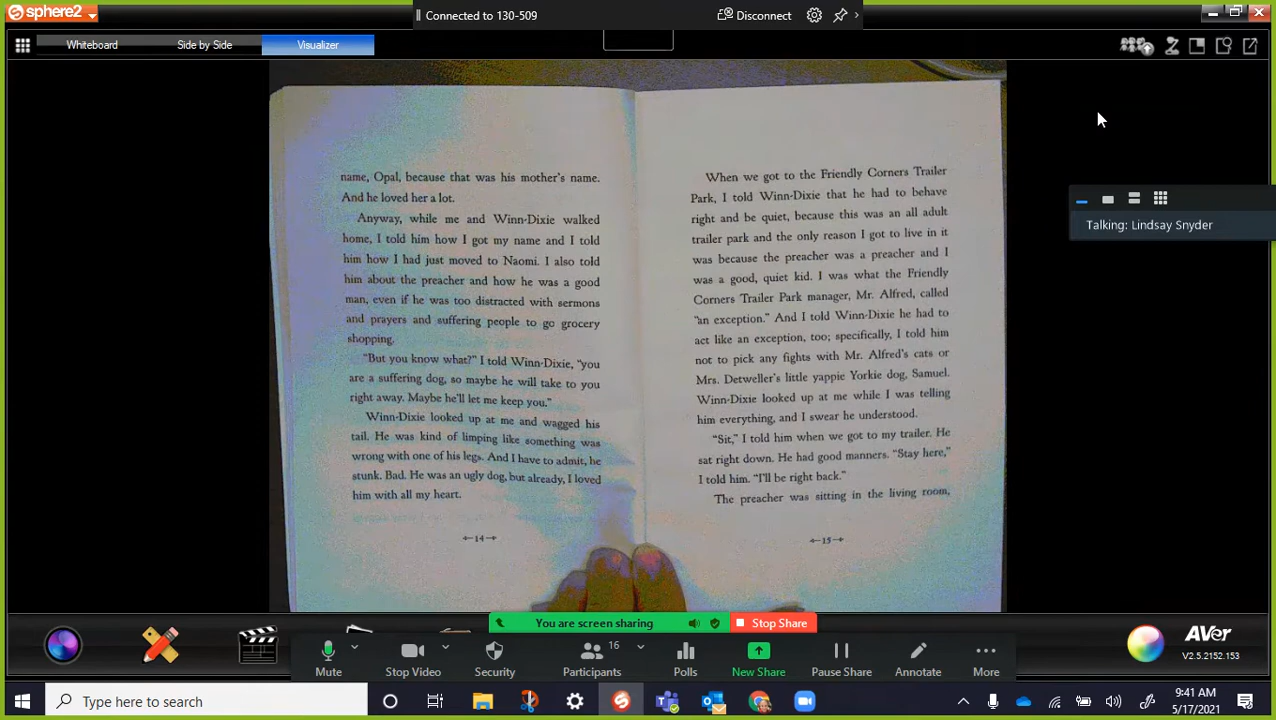 sphere2
Connected to 130-509
Disconnect
Whiteboard
Side by Side
Visualizer
Talking: Lindsay Snyder
name, Opal, because that was his mother's name.
And he loved her a lot.
Anyway, while me and Winn-Dixie walked
home, I told him how I got my name and I told
him how I had just moved to Naomi. I also told
him about the preacher and how he was a good
man, even if he was too distracted with sermons
and prayers and suffering people to go grocery
shopping.
"But you know what?" I told Winn-Dixie, "you
are a suffering dog, so maybe he will take to you
right away. Maybe he'll let me keep you."
Winn-Dixie looked up at me and wagged his
tail. He was kind of limping like something was
wrong with one of his legs. And I have to admit, he
stunk. Bad. He was an ugly dog, but already, I loved
him with all my heart.
14
When we got to the Friendly Corners Trailer
Park, I told Winn-Dixie that he had to behave
right and be quiet, because this was an all adult
trailer park and the only reason I got to live in it
was because the preacher was a preacher and I
was a good, quiet kid. I was what the Friendly
Corners Trailer Park manager, Mr. Alfred, called
"an exception." And I told Winn-Dixie he had to
act like an exception, too; specifically, I told him
not to pick any fights with Mr. Alfred's cats or
Mrs. Detweller's little yappie Yorkie dog, Samuel.
Winn-Dixie looked up at me while I was telling
him everything, and I swear he understood.
"Sit," I told him when we got to my trailer. He
sat right down. He had good manners. "Stay here,"
I told him. "I'll be right back."
The preacher was sitting in the living room,
15
You are screen sharing
Stop Share
Mute
Stop Video
Security
16
Participants
Polls
New Share
Pause Share
Annotate
More
AVer
V2.5.2152.153
Type here to search
9:41 AM
5/17/2021